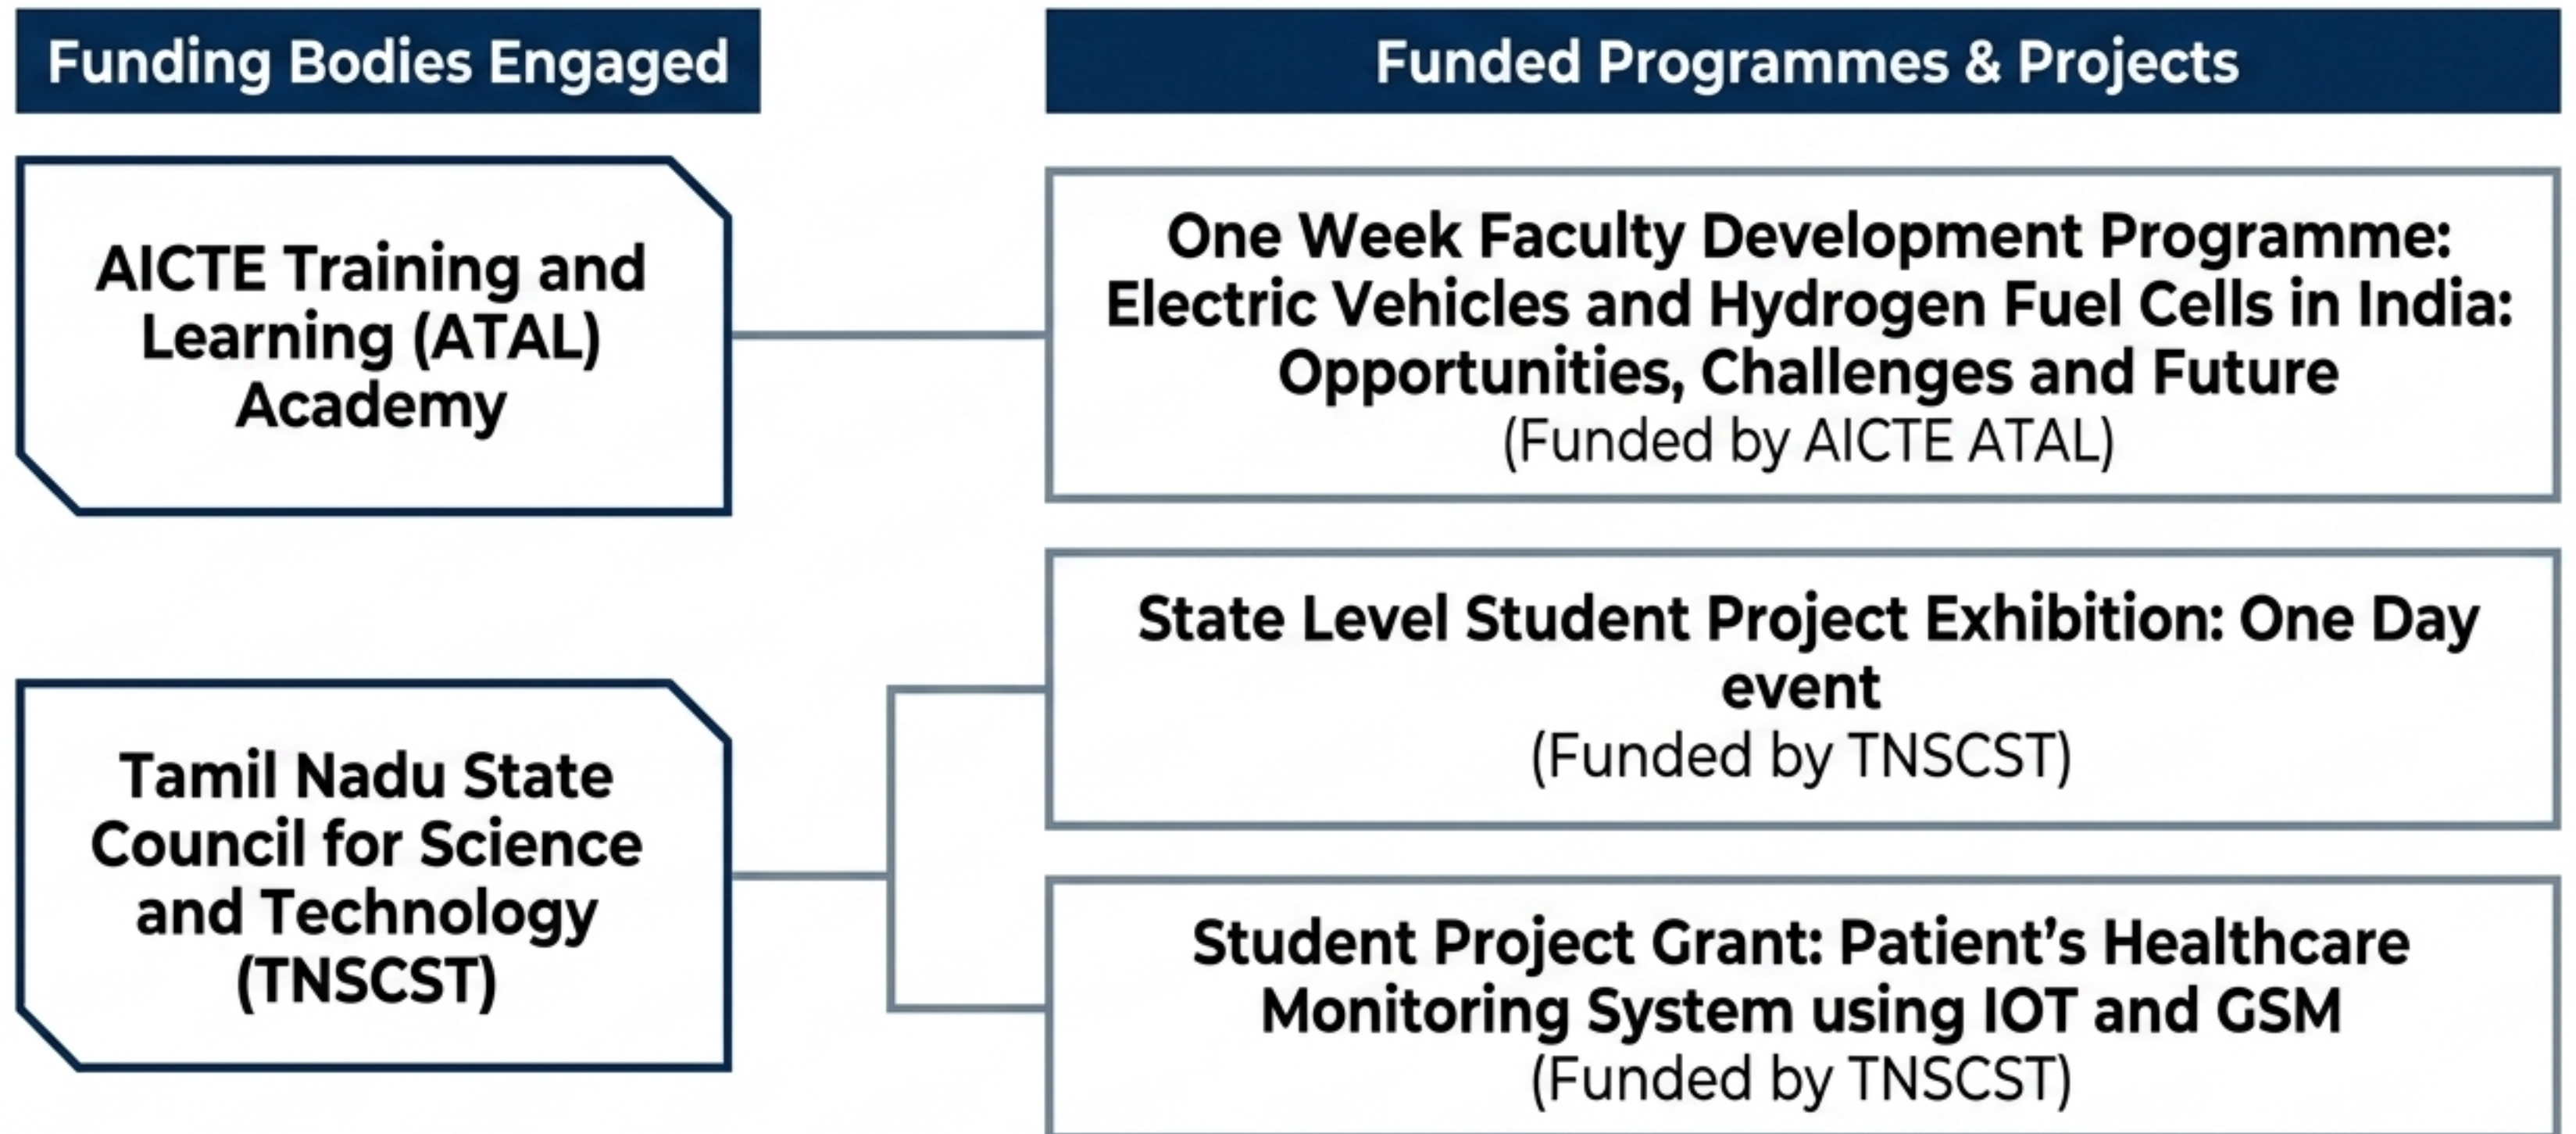 Funding Bodies Engaged
Funded Programmes & Projects
AICTE Training and
Learning (ATAL)
Academy
One Week Faculty Development Programme:
Electric Vehicles and Hydrogen Fuel Cells in India:
Opportunities, Challenges and Future
(Funded by AICTE ATAL)
Tamil Nadu State
Council for Science
and Technology
(TNSCST)
State Level Student Project Exhibition: One Day
event
(Funded by TNSCST)
Student Project Grant: Patient’s Healthcare
Monitoring System using IOT and GSM
(Funded by TNSCST)